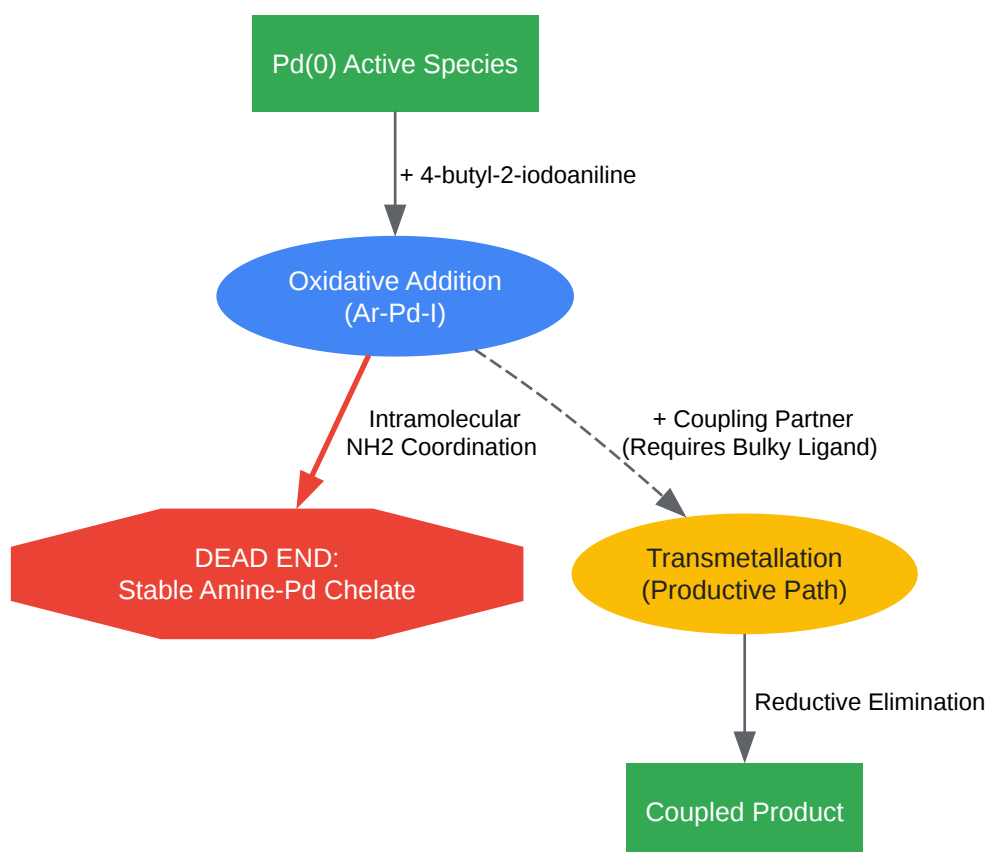 Pd(0) Active Species
+ 4-butyl-2-iodoaniline
Oxidative Addition
(Ar-Pd-I)
Intramolecular
NH2 Coordination
+ Coupling Partner
(Requires Bulky Ligand)
DEAD END:
Stable Amine-Pd Chelate
Transmetallation
(Productive Path)
Reductive Elimination
Coupled Product